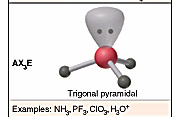 AX₃E
Trigonal pyramidal
Examples: NH₃, PF₃, ClO₃, H₃O⁺